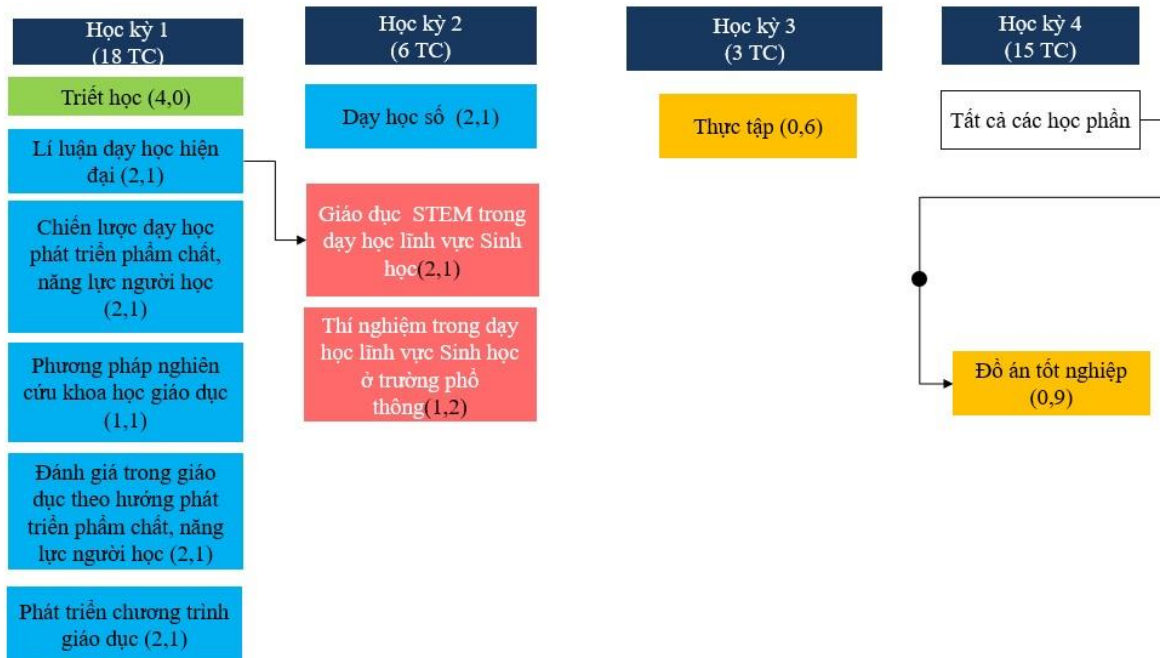 Học kỳ 1
(18 TC)
Triết học (4,0)
Lí luận dạy học hiện
đại (2,1)
Chiến lược dạy học
phát triển phẩm chất,
năng lực người học
(2,1)
Phương pháp nghiên
cứu khoa học giáo dục
(1,1)
Đánh giá trong giáo
dục theo hướng phát
triển phẩm chất, năng
lực người học (2,1)
Phát triển chương trình
giáo dục (2,1)
Học kỳ 2
(6 TC)
Dạy học số (2,1)
Giáo dục STEM trong
dạy học lĩnh vực Sinh
học(2,1)
Thí nghiệm trong dạy
học lĩnh vực Sinh học
ở trường phổ
thông(1,2)
Học kỳ 3
(3 TC)
Thực tập (0,6)
Học kỳ 4
(15 TC)
Tất cả các học phần
Đồ án tốt nghiệp
(0,9)